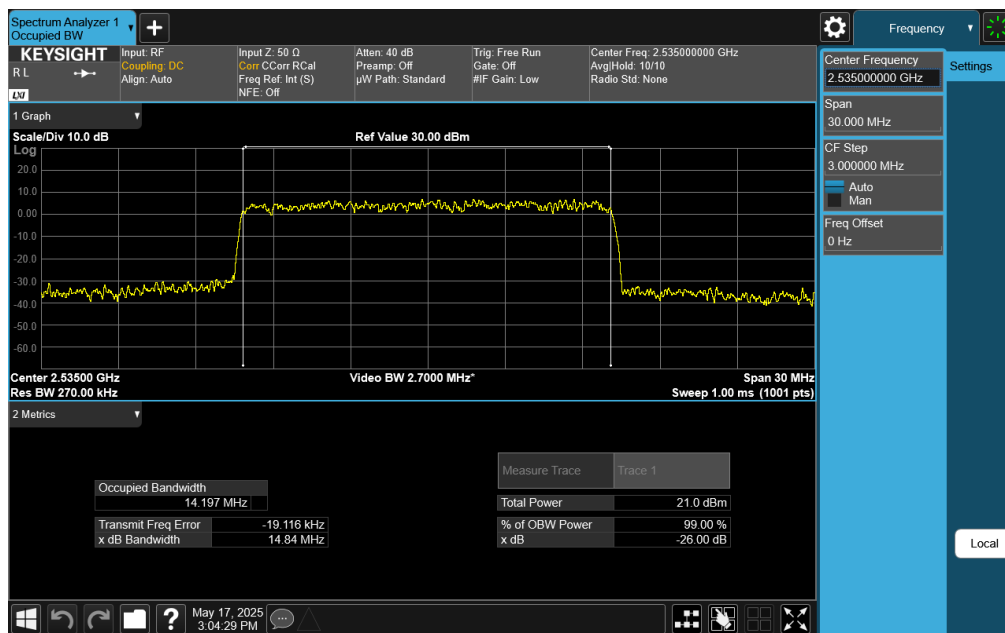 Spectrum Analyzer 1
Occupied BW
Frequency
KEYSIGHT
R L
LXI
Input: RF
Coupling: DC
Align: Auto
Input Z: 50 Ω
Corr CCorr RCal
Freq Ref: Int (S)
NFE: Off
Atten: 40 dB
Preamp: Off
µW Path: Standard
Trig: Free Run
Gate: Off
#IF Gain: Low
Center Freq: 2.535000000 GHz
Avg|Hold: 10/10
Radio Std: None
Center Frequency
2.535000000 GHz
Settings
Span
30.000 MHz
CF Step
3.000000 MHz
Auto
Man
Freq Offset
0 Hz
1 Graph
Scale/Div 10.0 dB
Ref Value 30.00 dBm
Log
20.0
10.0
0.00
-10.0
-20.0
-30.0
-40.0
-50.0
-60.0
Center 2.53500 GHz
Video BW 2.7000 MHz*
Span 30 MHz
Res BW 270.00 kHz
Sweep 1.00 ms (1001 pts)
2 Metrics
Measure Trace
Trace 1
Occupied Bandwidth
14.197 MHz
Total Power
21.0 dBm
Transmit Freq Error
-19.116 kHz
% of OBW Power
99.00 %
x dB Bandwidth
14.84 MHz
x dB
-26.00 dB
Local
May 17, 2025
3:04:29 PM